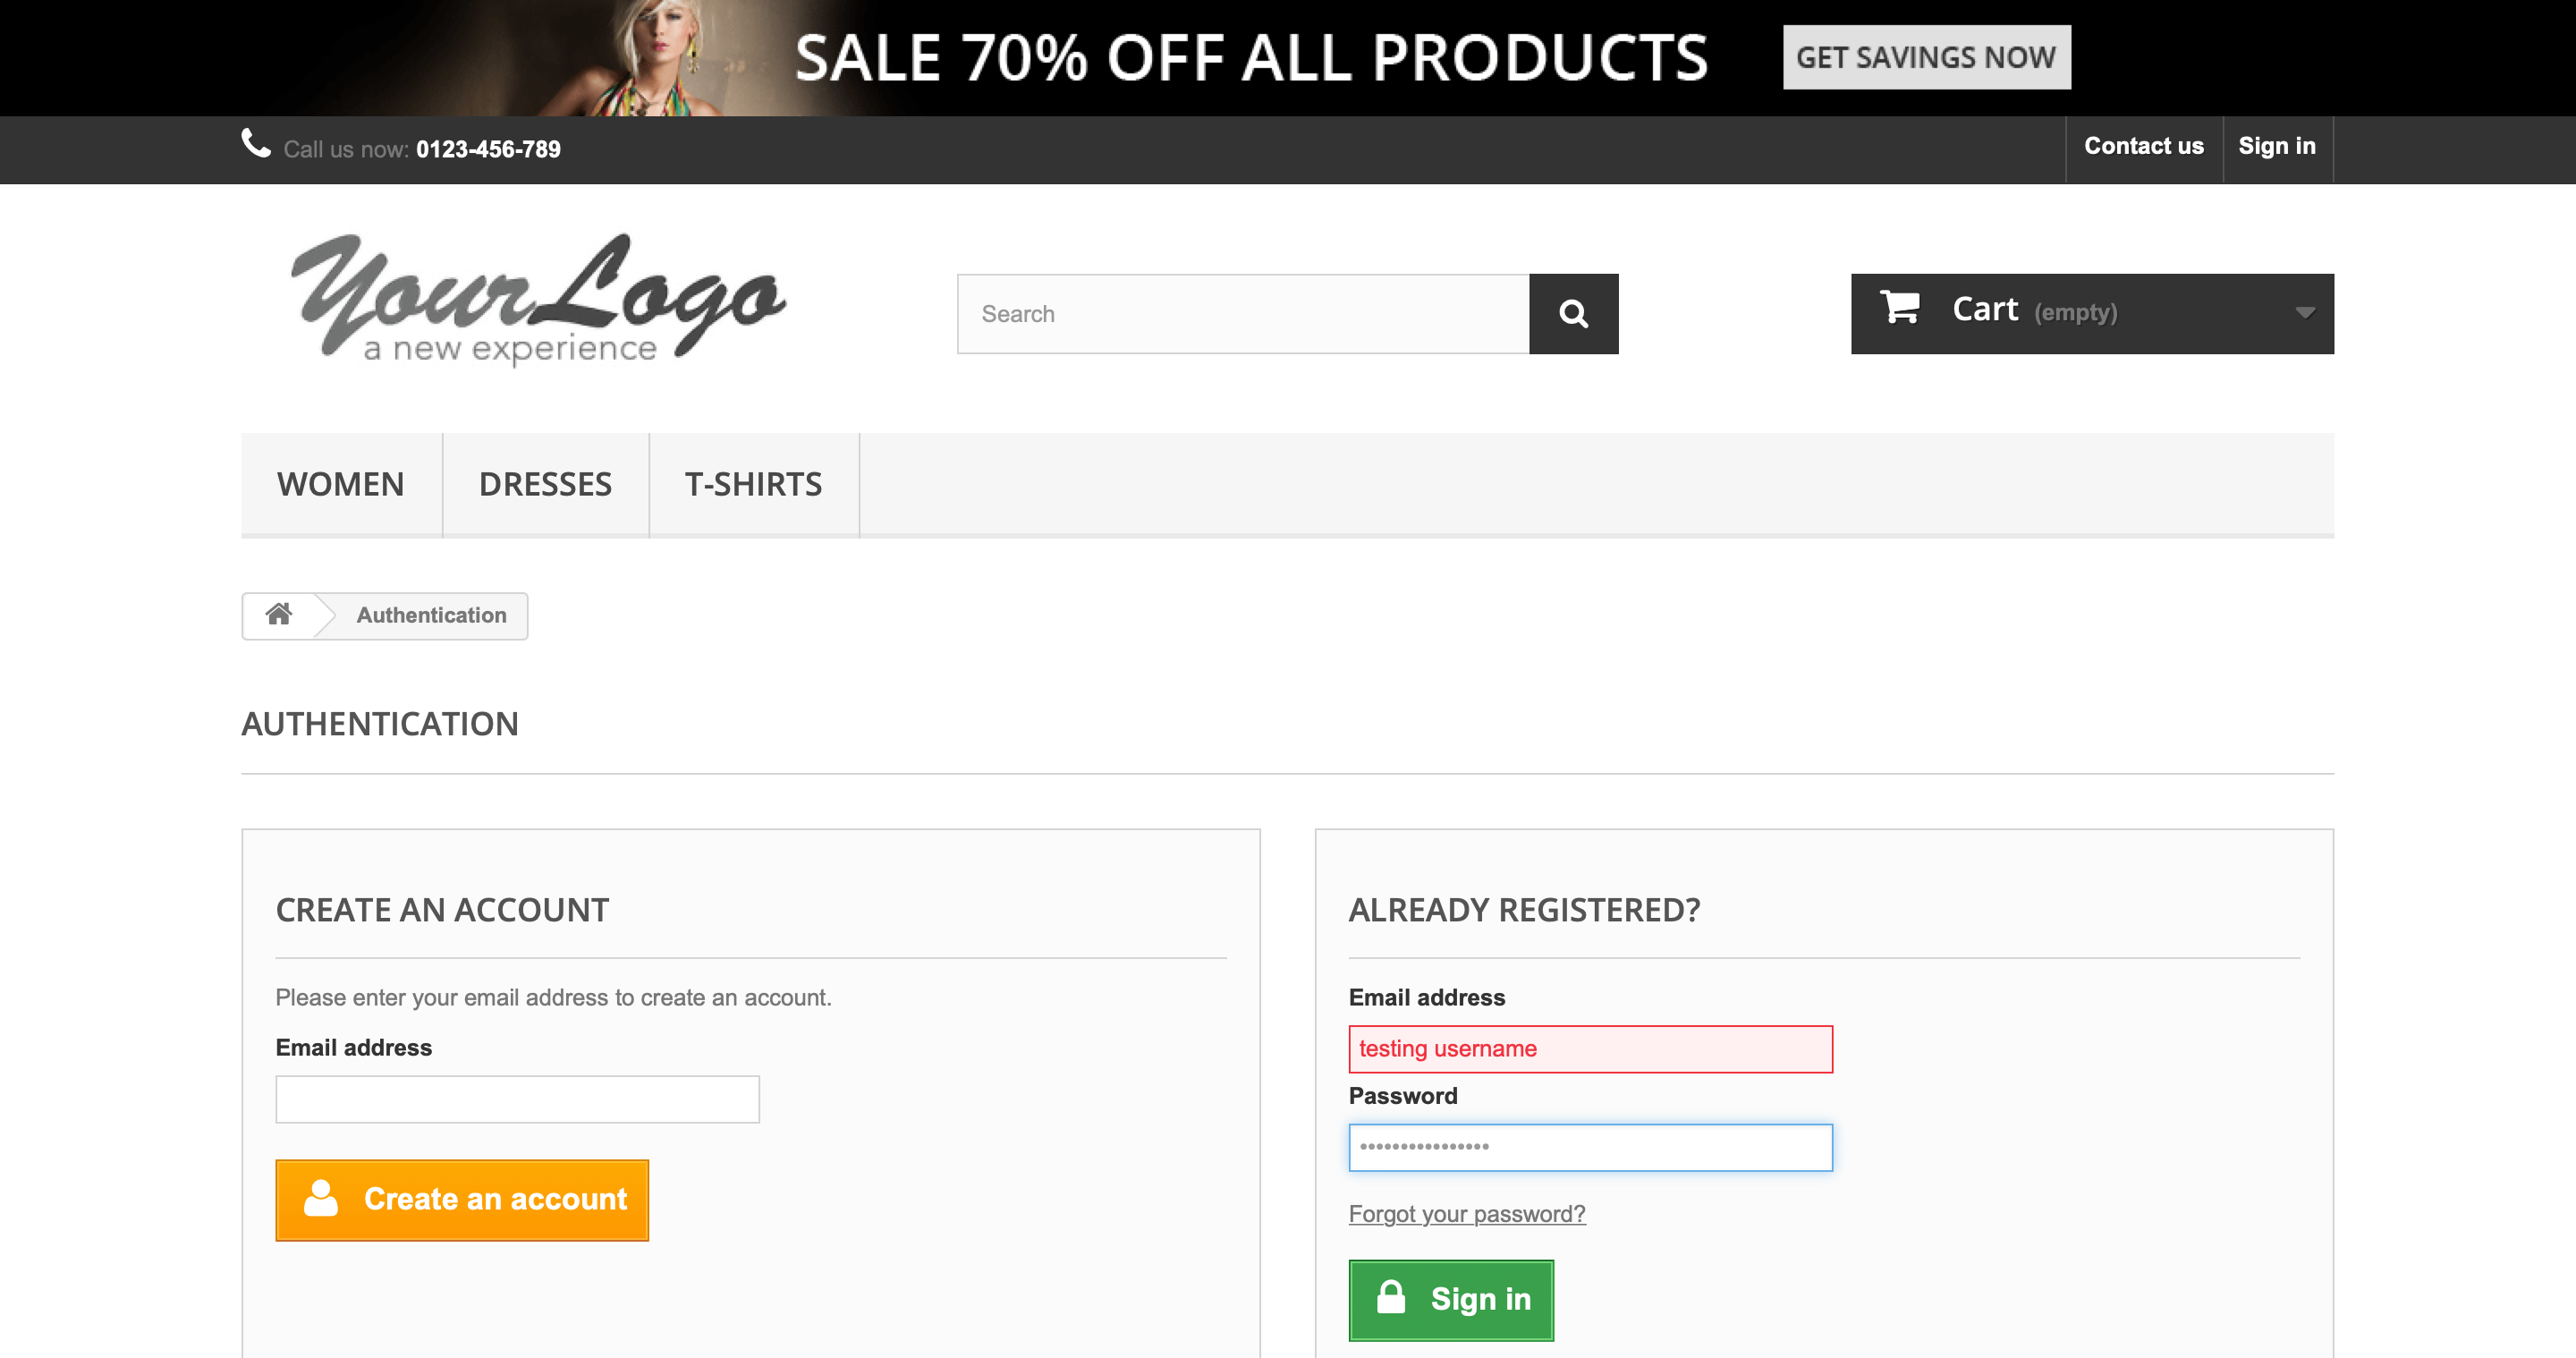 SALE 70% OFF ALL PRODUCTS GET SAVINGS NOW
Call us now: 0123-456-789 Contact us Sign in
Your Logo
a new experience
Search
Cart (empty)
WOMEN DRESSES T-SHIRTS
Authentication
AUTHENTICATION
CREATE AN ACCOUNT
Please enter your email address to create an account.
Email address
Create an account
ALREADY REGISTERED?
Email address
testing username
Password
••••••••••••••••
Forgot your password?
Sign in